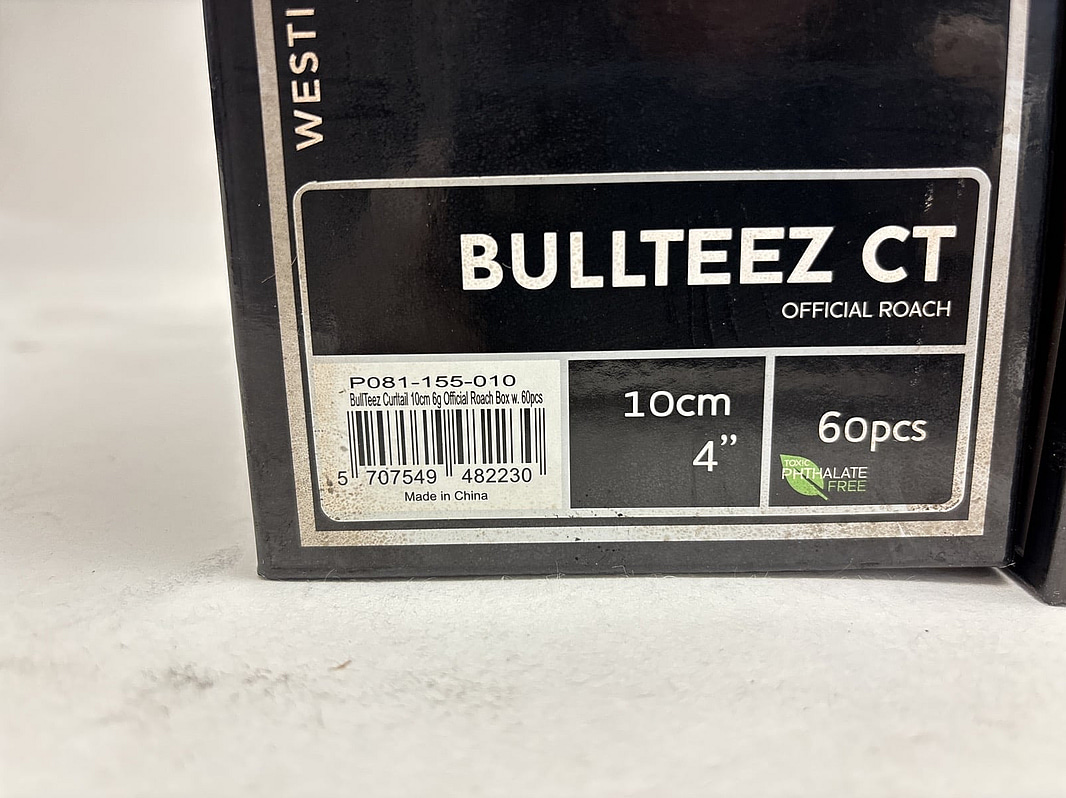 WESTI
BULLTEEZ CT
OFFICIAL ROACH
P081-155-010
BullTeez Curltail 10cm 6g Official Roach Box w. 60pcs
5 707549 482230
Made in China
10cm
4”
60pcs
TOXIC
PHTHALATE
FREE